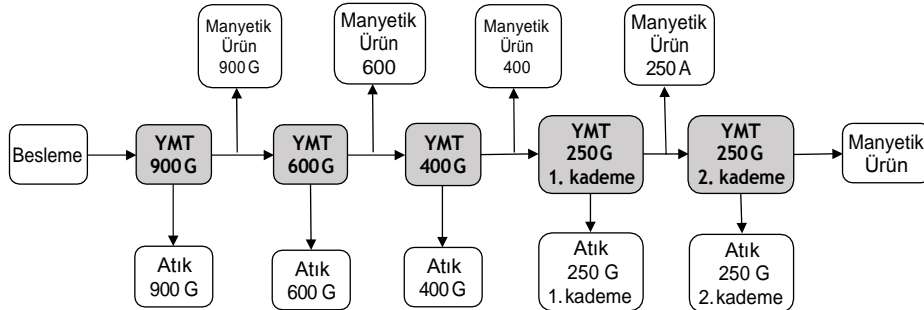 Manyetik
Ürün
900 G
Manyetik
Ürün
600
Manyetik
Ürün
400
Manyetik
Ürün
250 A
Besleme
YMT
900 G
YMT
600 G
YMT
400 G
YMT
250 G
1. kademe
YMT
250 G
2. kademe
Manyetik
Ürün
Atık
900 G
Atık
600 G
Atık
400 G
Atık
250 G
1. kademe
Atık
250 G
2. kademe